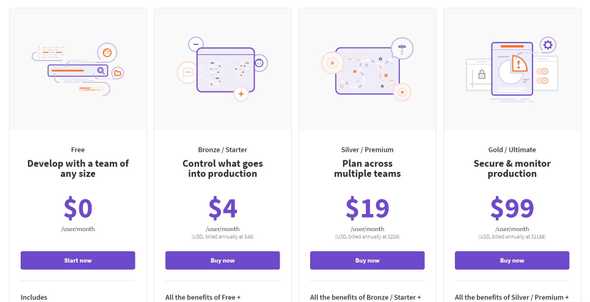 Free
Develop with a team of
any size
$0
/user/month
Start now
Includes
Bronze / Starter
Control what goes
into production
$4
/user/month
(USD, billed annually at $48)
Buy now
All the benefits of Free +
Silver / Premium
Plan across
multiple teams
$19
/user/month
(USD, billed annually at $228)
Buy now
All the benefits of Bronze / Starter +
Gold / Ultimate
Secure & monitor
production
$99
/user/month
(USD, billed annually at $1188)
Buy now
All the benefits of Silver / Premium +